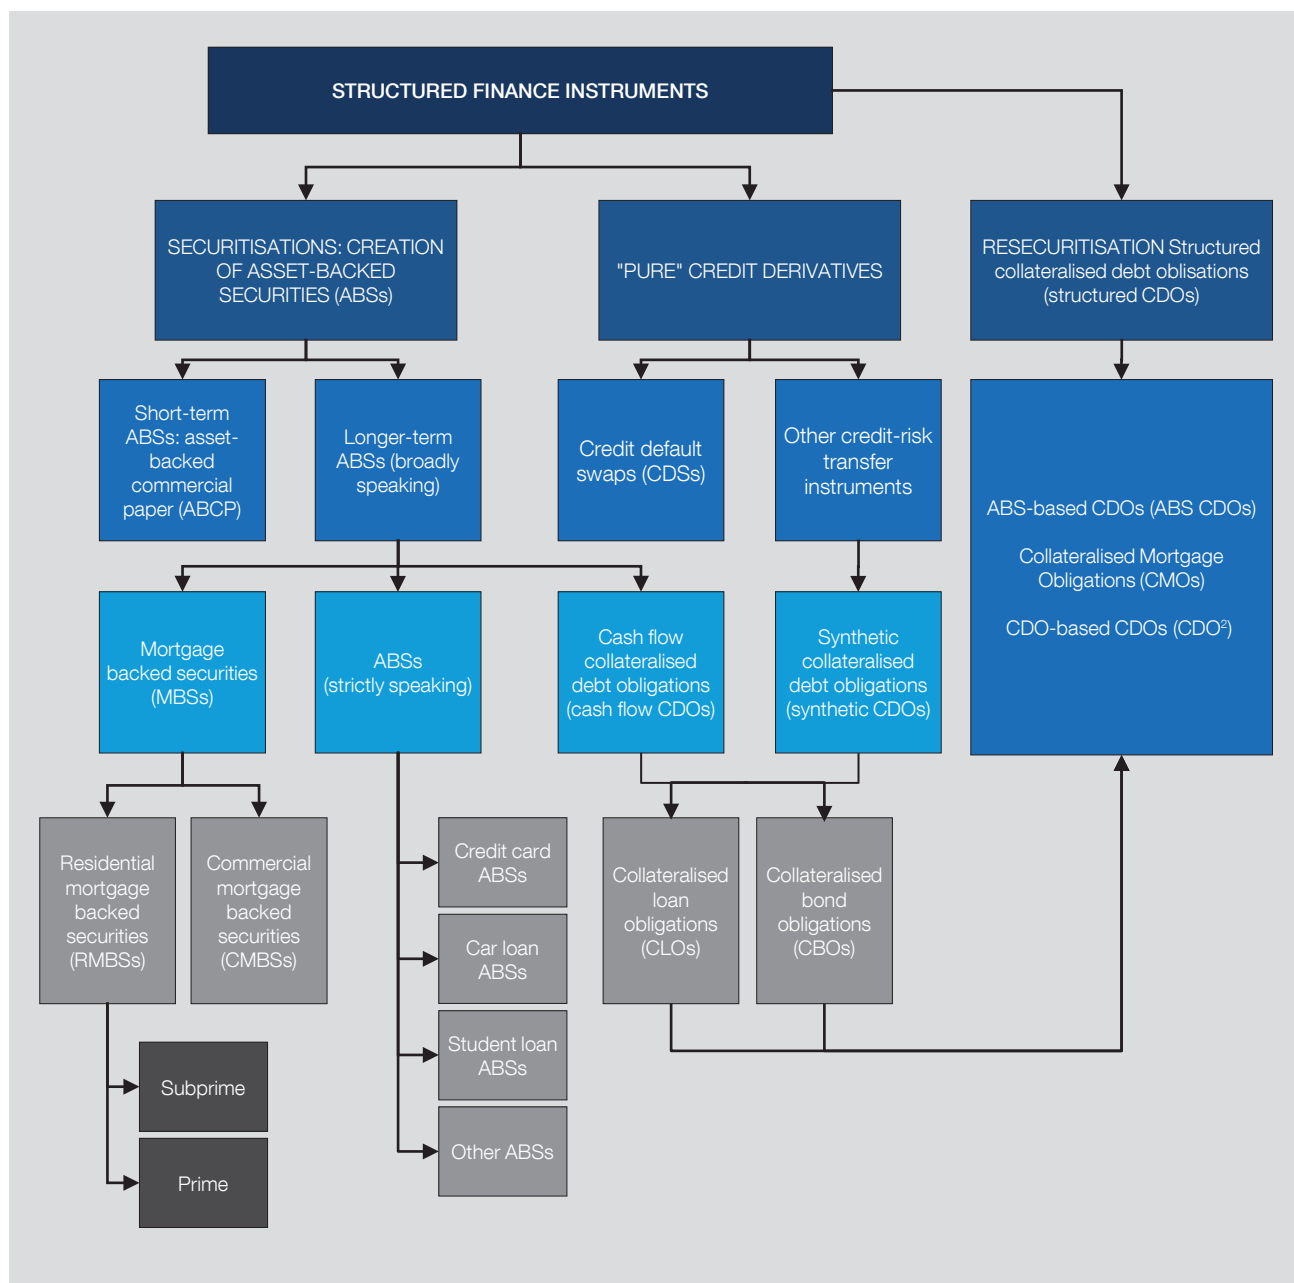 STRUCTURED FINANCE INSTRUMENTS
SECURITISATIONS: CREATION
OF ASSET-BACKED
SECURITIES (ABSs)
"PURE" CREDIT DERIVATIVES
RESECURITISATION Structured
collateralised debt oblisations
(structured CDOs)
Short-term
ABSs: asset-
backed
commercial
paper (ABCP)
Longer-term
ABSs (broadly
speaking)
Credit default
swaps (CDSs)
Other credit-risk
transfer
instruments
ABS-based CDOs (ABS CDOs)
Collateralised Mortgage
Obligations (CMOs)
CDO-based CDOs (CDO²)
Mortgage
backed securities
(MBSs)
ABSs
(strictly speaking)
Cash flow
collateralised
debt obligations
(cash flow CDOs)
Synthetic
collateralised
debt obligations
(synthetic CDOs)
Residential
mortgage
backed
securities
(RMBSs)
Commercial
mortgage
backed
securities
(CMBSs)
Credit card
ABSs
Car loan
ABSs
Student loan
ABSs
Other ABSs
Collateralised
loan
obligations
(CLOs)
Collateralised
bond
obligations
(CBOs)
Subprime
Prime